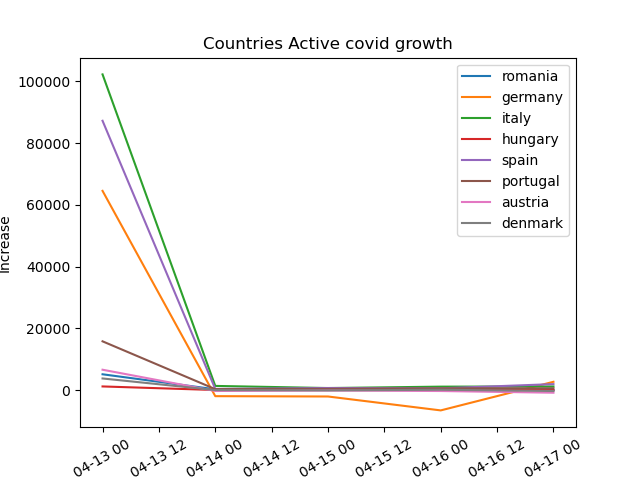 Countries Active covid growth
100000
80000
60000
40000
20000
0
Increase
romania
germany
italy
hungary
spain
portugal
austria
denmark
04-13 00
04-13 12
04-14 00
04-14 12
04-15 00
04-15 12
04-16 00
04-16 12
04-17 00